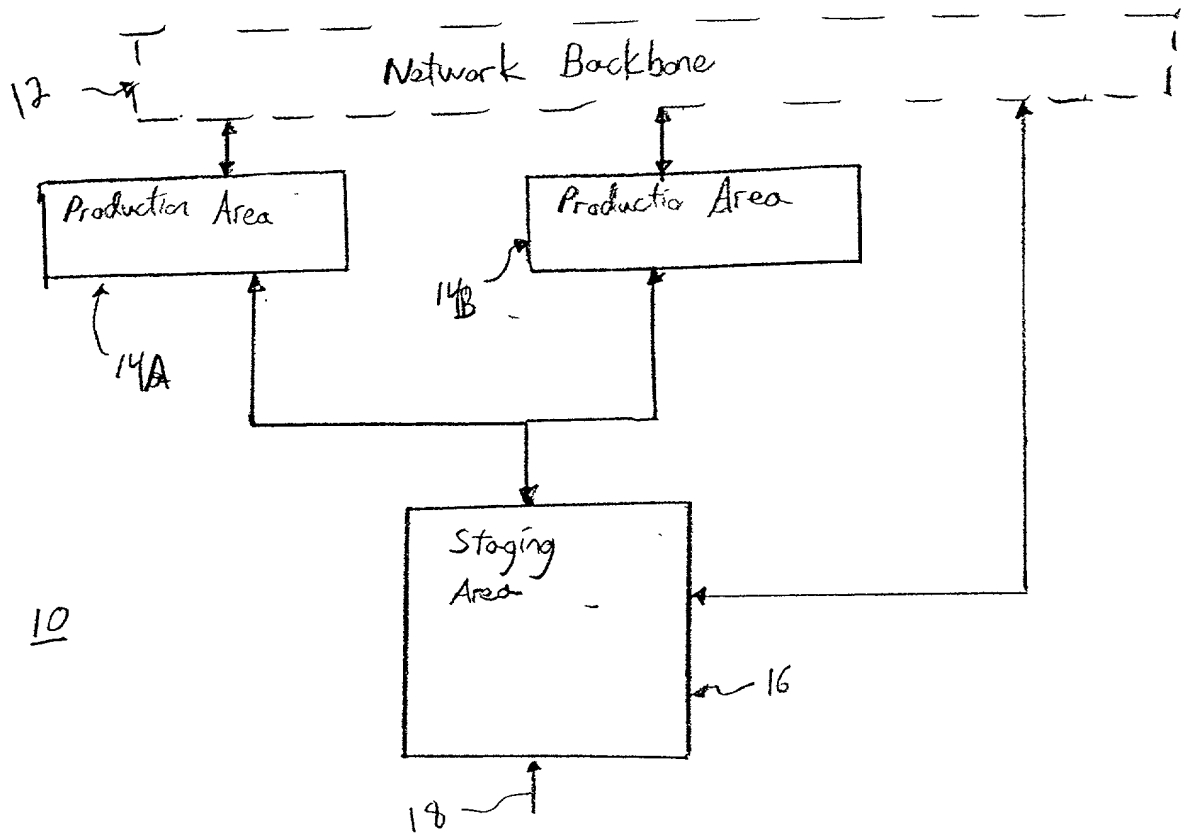 Network Backbone
12
Production Area
Productio Area
14B
14A
Staging
Area
10
16
18